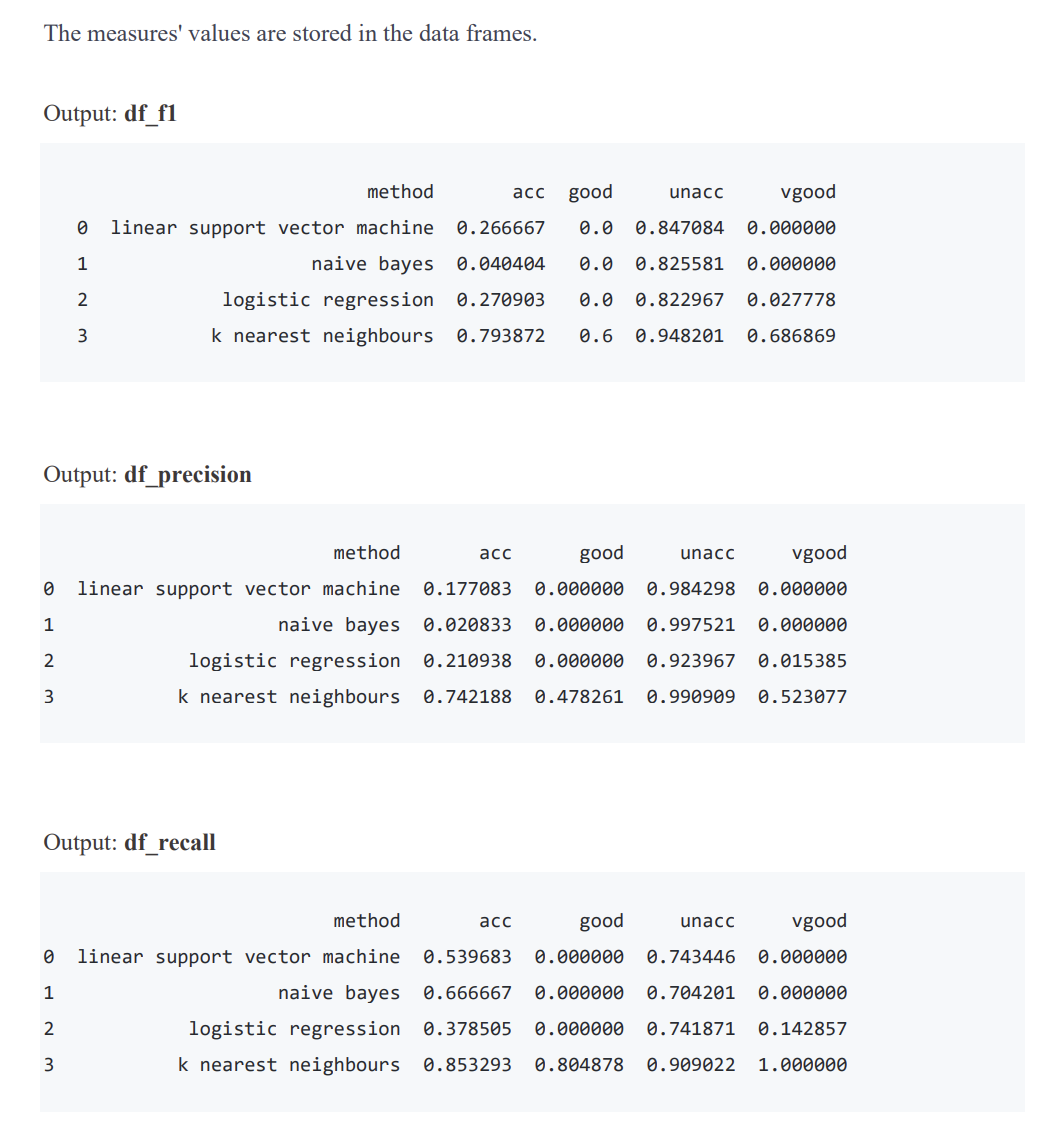 The measures' values are stored in the data frames.
Output: df_f1
method acc good unacc vgood
0 linear support vector machine 0.266667 0.0 0.847084 0.000000
1 naive bayes 0.040404 0.0 0.825581 0.000000
2 logistic regression 0.270903 0.0 0.822967 0.027778
3 k nearest neighbours 0.793872 0.6 0.948201 0.686869
Output: df_precision
method acc good unacc vgood
0 linear support vector machine 0.177083 0.000000 0.984298 0.000000
1 naive bayes 0.020833 0.000000 0.997521 0.000000
2 logistic regression 0.210938 0.000000 0.923967 0.015385
3 k nearest neighbours 0.742188 0.478261 0.990909 0.523077
Output: df_recall
method acc good unacc vgood
0 linear support vector machine 0.539683 0.000000 0.743446 0.000000
1 naive bayes 0.666667 0.000000 0.704201 0.000000
2 logistic regression 0.378505 0.000000 0.741871 0.142857
3 k nearest neighbours 0.853293 0.804878 0.909022 1.000000